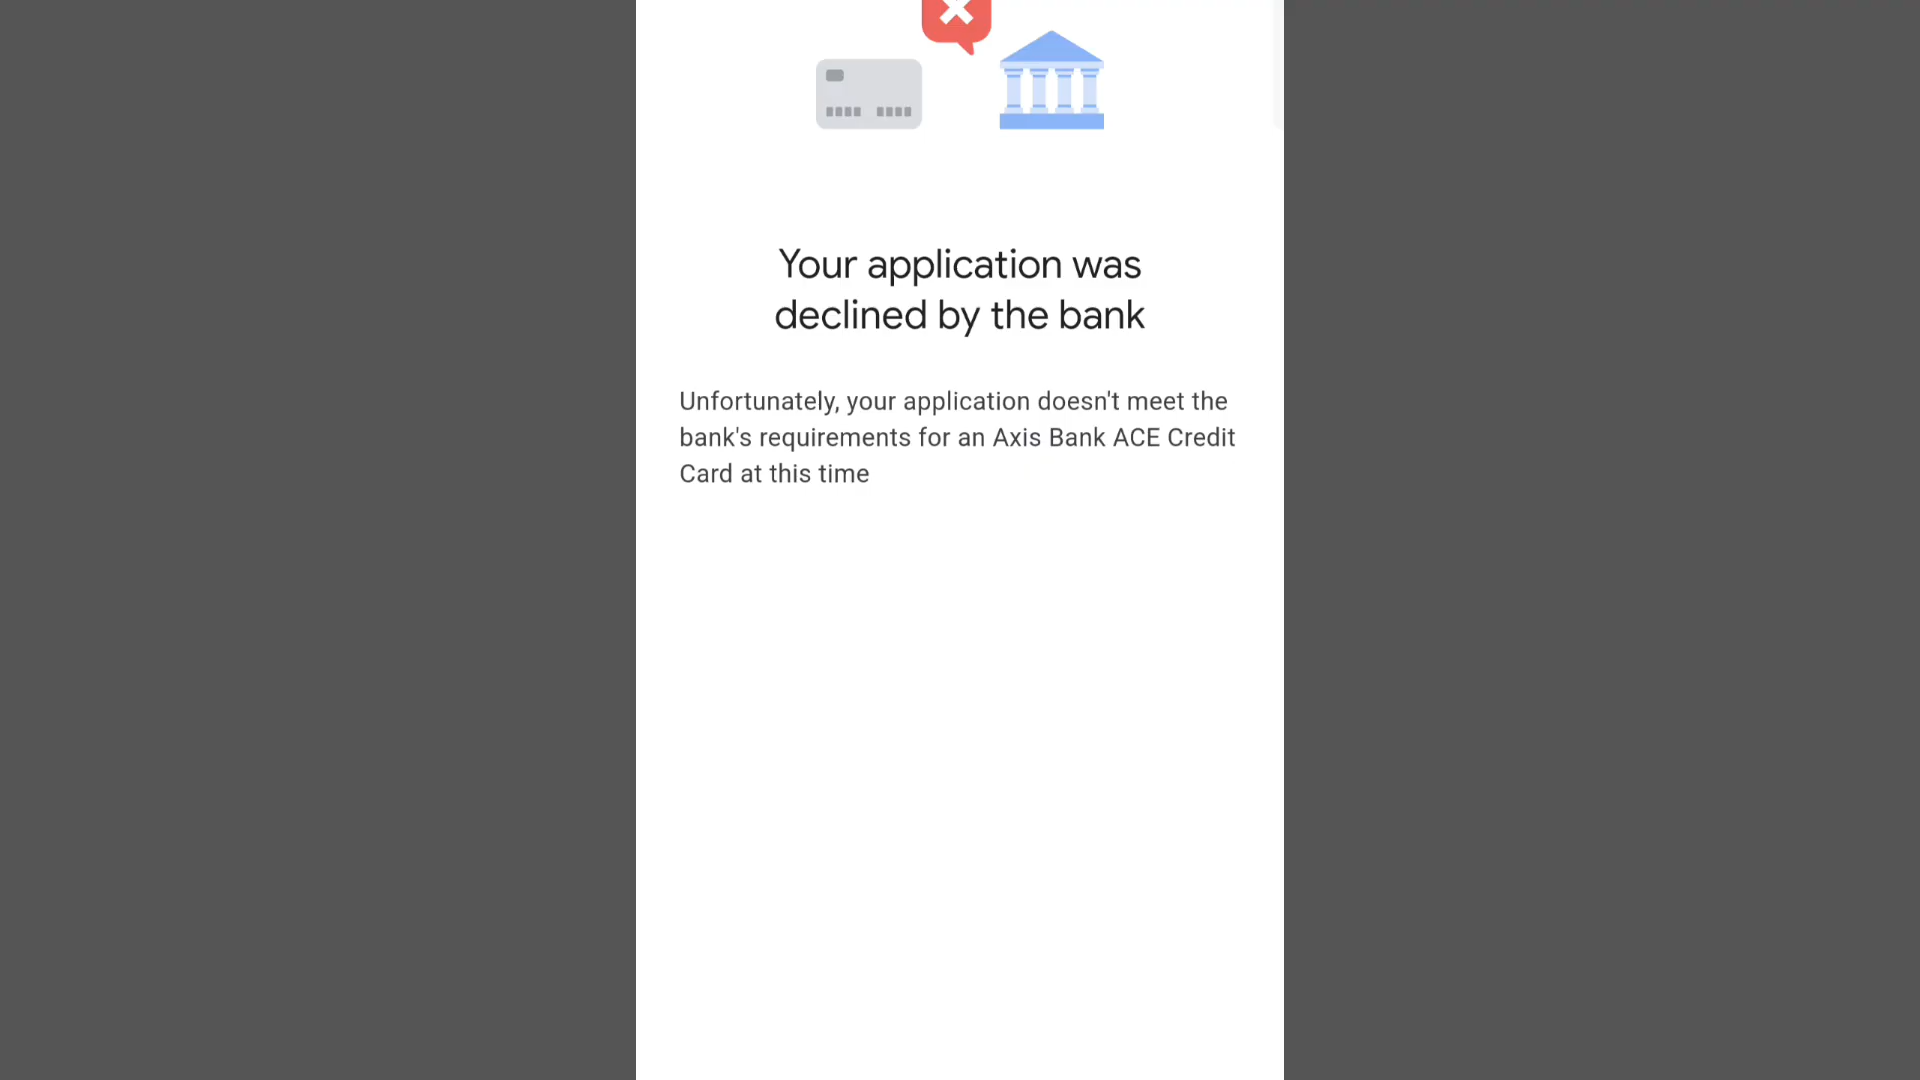 Your application was
declined by the bank
Unfortunately, your application doesn't meet the
bank's requirements for an Axis Bank ACE Credit
Card at this time